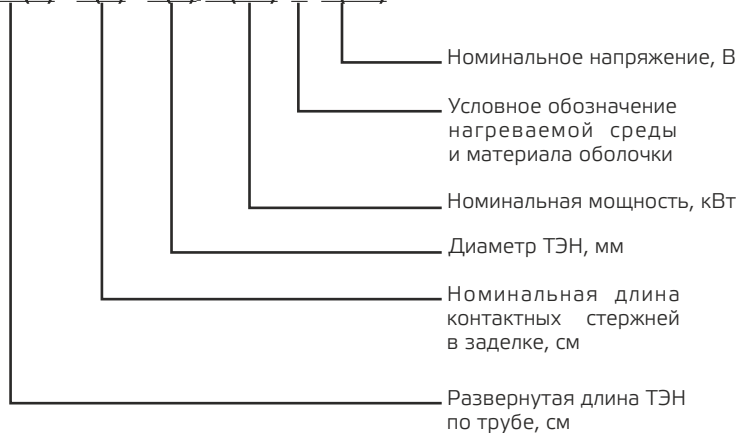 Номинальное напряжение, В
Условное обозначение
нагреваемой среды
и материала оболочки
Номинальная мощность, кВт
Диаметр ТЭН, мм
Номинальная длина
контактных стержней
в заделке, см
Развернутая длина ТЭН
по трубе, см